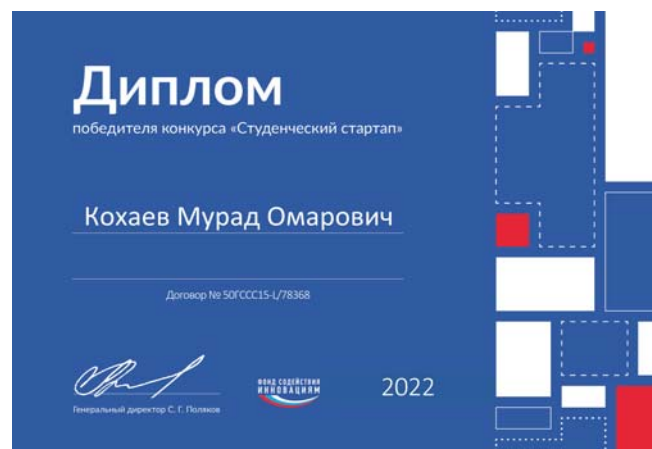 Диплом
победителя конкурса «Студенческий стартап»
Кохаев Мурад Омарович
Договор № 50ГССС15-L/78368
Генеральный директор С. Г. Поляков
ФОНД СОДЕЙСТВИЯ
ИННОВАЦИЯМ
2022